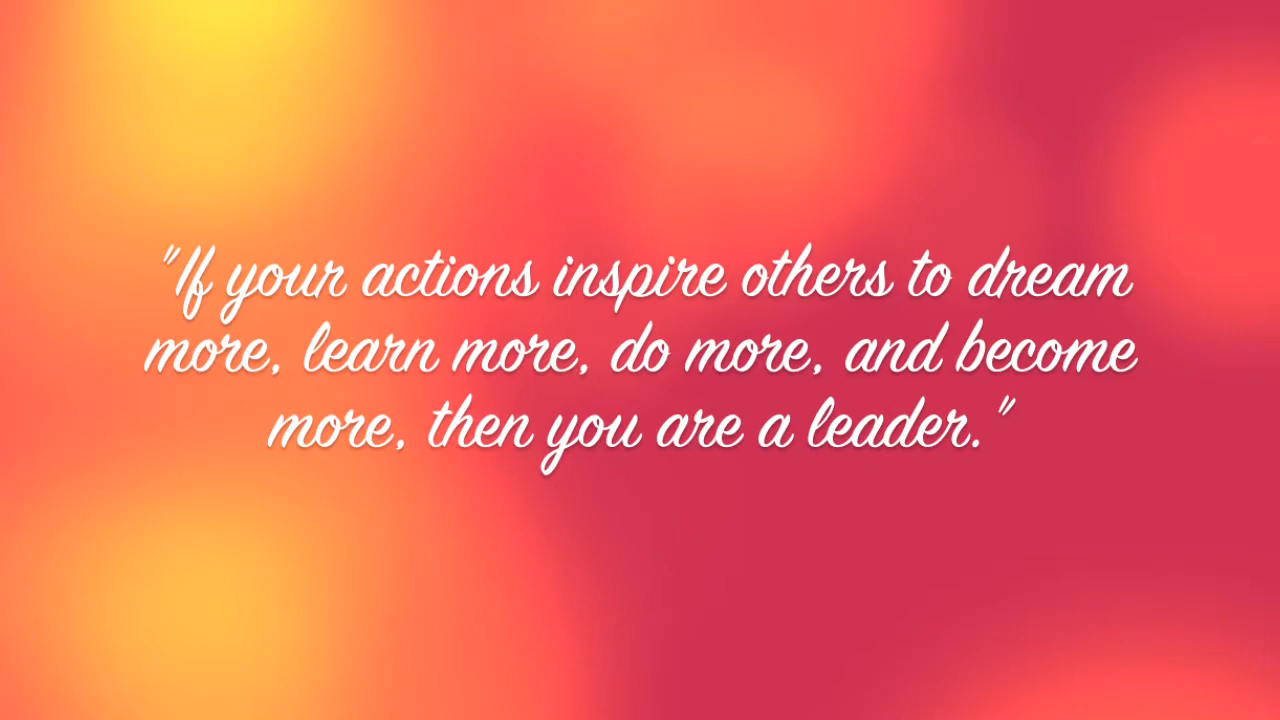 "If your actions inspire others to dream
more, learn more, do more, and become
more, then you are a leader."